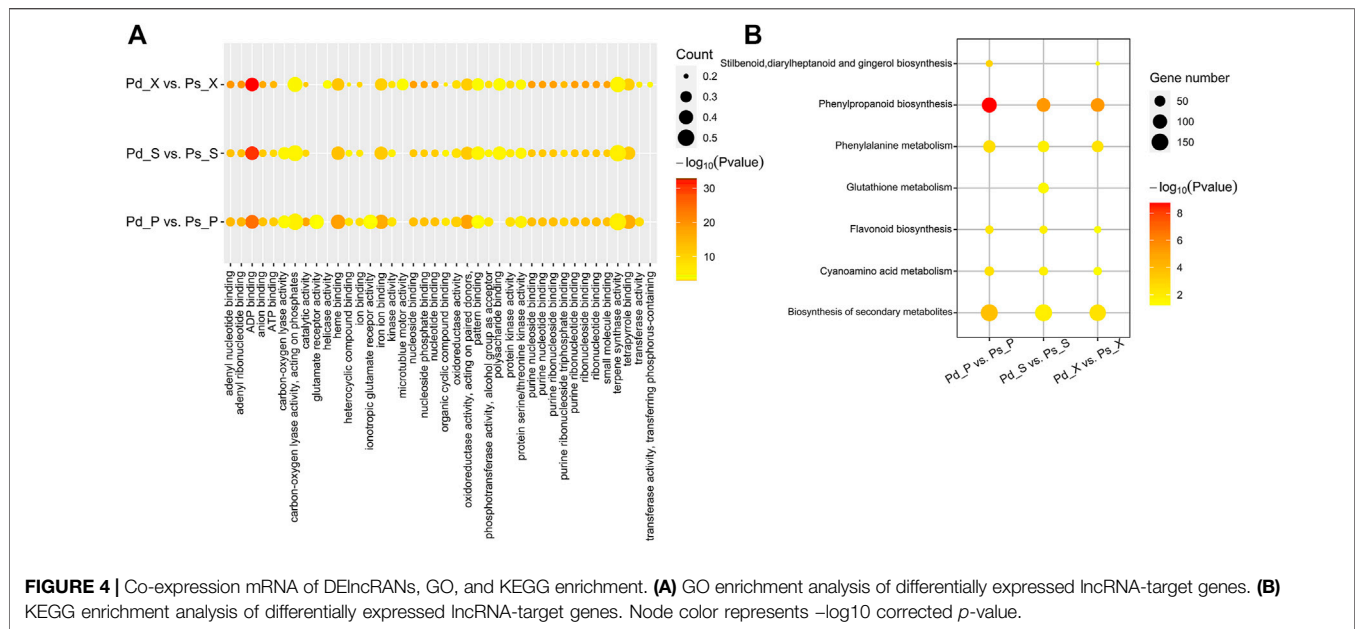 A
Pd_X vs. Ps_X
Pd_S vs. Ps_S
Pd_P vs. Ps_P
adenyl nucleotide binding
adenyl ribonucleotide binding
ADP binding
anion binding
ATP binding
carbon-oxygen lyase activity
carbon-oxygen lyase activity, acting on phosphates
catalytic activity
glutamate receptor activity
helicase activity
heme binding
heterocyclic compound binding
ion binding
ionotropic glutamate recepor activity
iron ion binding
kinase activity
microtublue motor activity
nucleoside binding
nucleoside phosphate binding
nucleotide binding
organic cyclic compound binding
oxidoreductase activity
oxidoreductase activity, acting on paired donors,
pattern binding
phosphotransferase activity, alcohol group as acceptor
polysaccharide binding
protein kinase activity
protein serine/threonine kinase activity
purine nucleoside binding
purine nucleotide binding
purine ribonucleoside binding
purine ribonucleoside triphosphate binding
purine ribonucleotide binding
ribonucleoside binding
ribonucleotide binding
small molecule binding
terpene synthase activity
tetrapyrrole binding
transferase activity
transferase activity, transferring phosphorus-containing
Count
0.2
0.3
0.4
0.5
−log10(Pvalue)
30
20
10
B
Stilbenoid,diarylheptanoid and gingerol biosynthesis
Phenylpropanoid biosynthesis
Phenylalanine metabolism
Glutathione metabolism
Flavonoid biosynthesis
Cyanoamino acid metabolism
Biosynthesis of secondary metabolites
Pd_P vs. Ps_P
Pd_S vs. Ps_S
Pd_X vs. Ps_X
Gene number
50
100
150
−log10(Pvalue)
8
6
4
2
FIGURE 4 | Co-expression mRNA of DElncRANs, GO, and KEGG enrichment. (A) GO enrichment analysis of differentially expressed lncRNA-target genes. (B)
KEGG enrichment analysis of differentially expressed lncRNA-target genes. Node color represents −log10 corrected p-value.